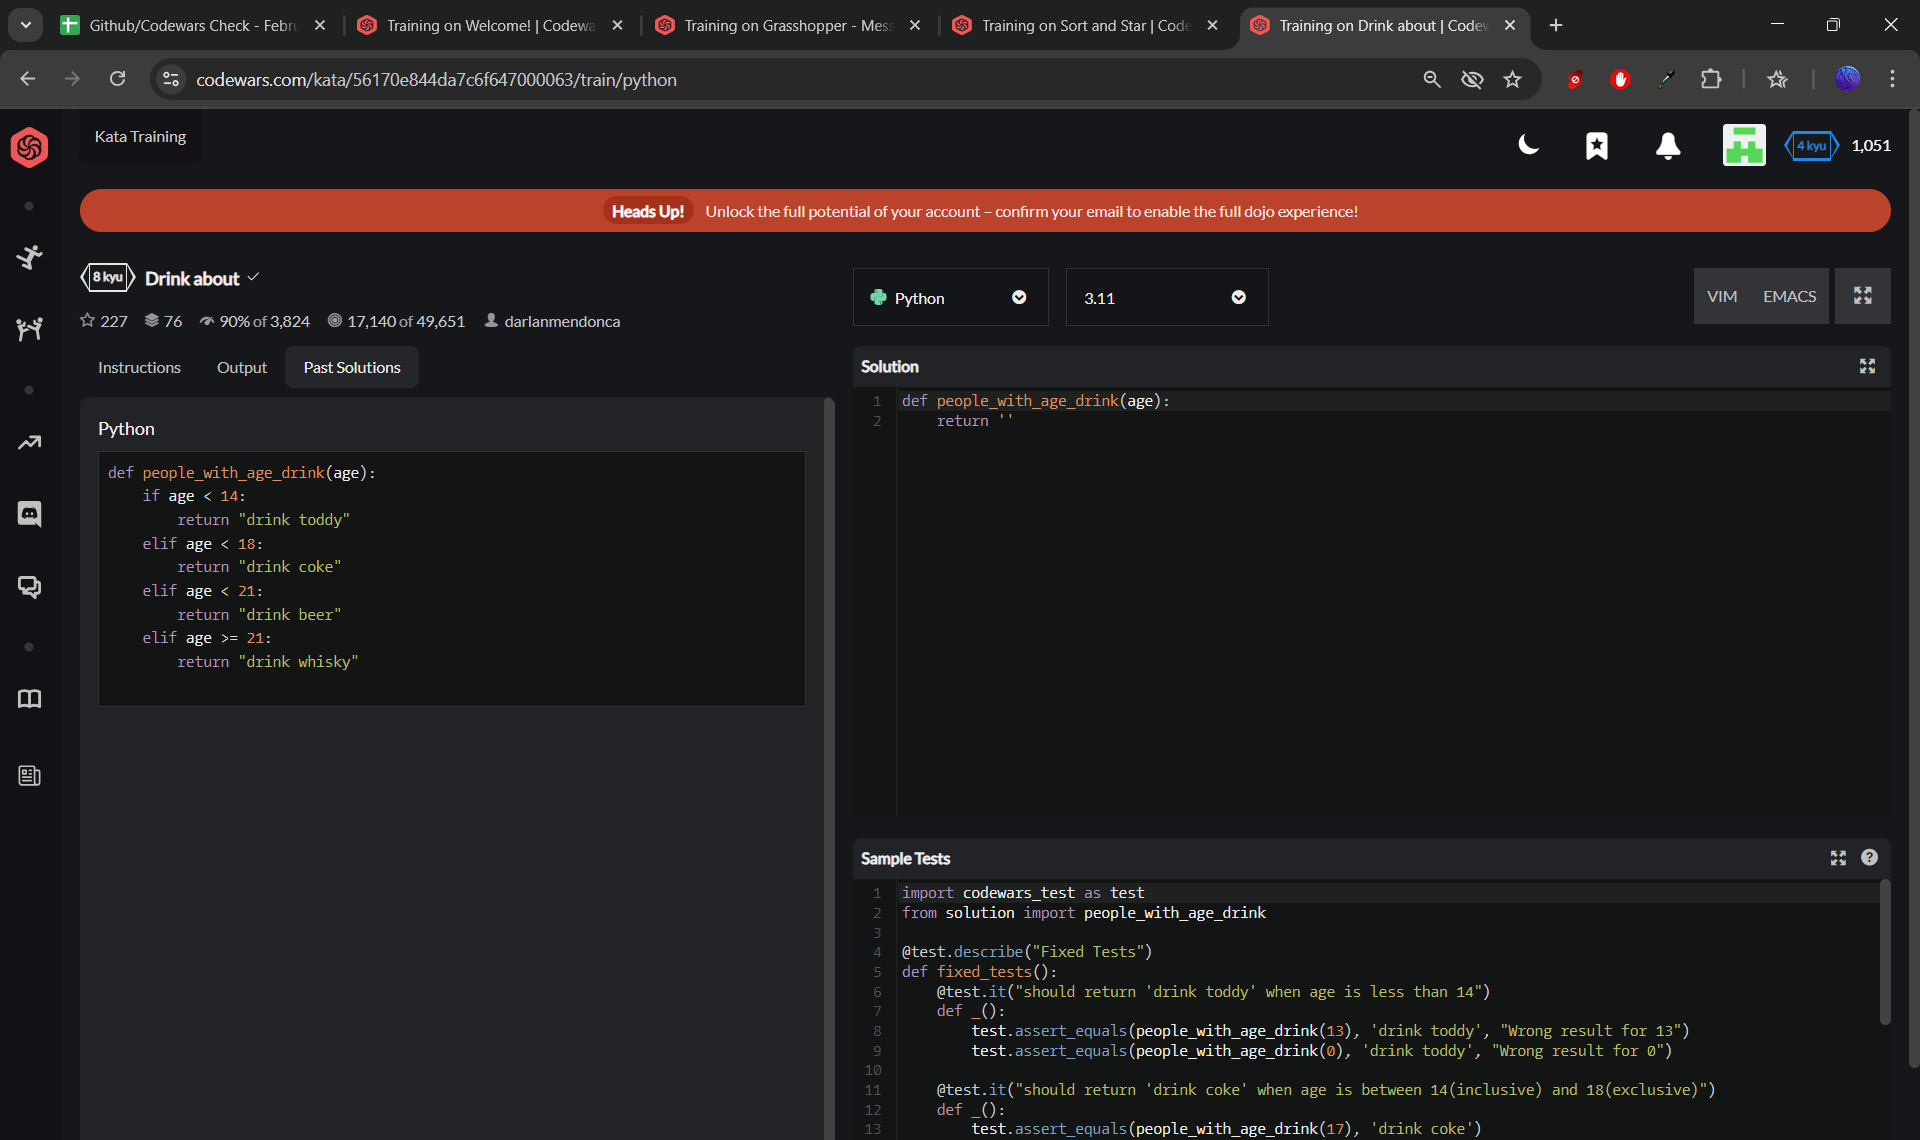 Github/Codewars Check - Febru
Training on Welcome! | Codewa
Training on Grasshopper - Mess
Training on Sort and Star | Code
Training on Drink about | Codew
codewars.com/kata/56170e844da7c6f647000063/train/python
Kata Training
4 kyu
1,051
Heads Up! Unlock the full potential of your account – confirm your email to enable the full dojo experience!
8 kyu Drink about
227 76 90% of 3,824 17,140 of 49,651 darlanmendonca
Python
3.11
VIM EMACS
Instructions Output Past Solutions
Python
def people_with_age_drink(age):
    if age < 14:
        return "drink toddy"
    elif age < 18:
        return "drink coke"
    elif age < 21:
        return "drink beer"
    elif age >= 21:
        return "drink whisky"
Solution
1 def people_with_age_drink(age):
2     return ''
Sample Tests
?
1 import codewars_test as test
2 from solution import people_with_age_drink
3
4 @test.describe("Fixed Tests")
5 def fixed_tests():
6     @test.it("should return 'drink toddy' when age is less than 14")
7     def _():
8         test.assert_equals(people_with_age_drink(13), 'drink toddy', "Wrong result for 13")
9         test.assert_equals(people_with_age_drink(0), 'drink toddy', "Wrong result for 0")
10
11     @test.it("should return 'drink coke' when age is between 14(inclusive) and 18(exclusive)")
12     def _():
13         test.assert_equals(people_with_age_drink(17), 'drink coke')